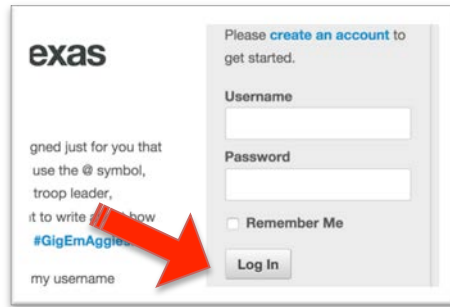 exas
gned just for you that
use the @ symbol,
troop leader,
t to write how
#GigEmAggies
my username
Please create an account to
get started.
Username
Password
Remember Me
Log In